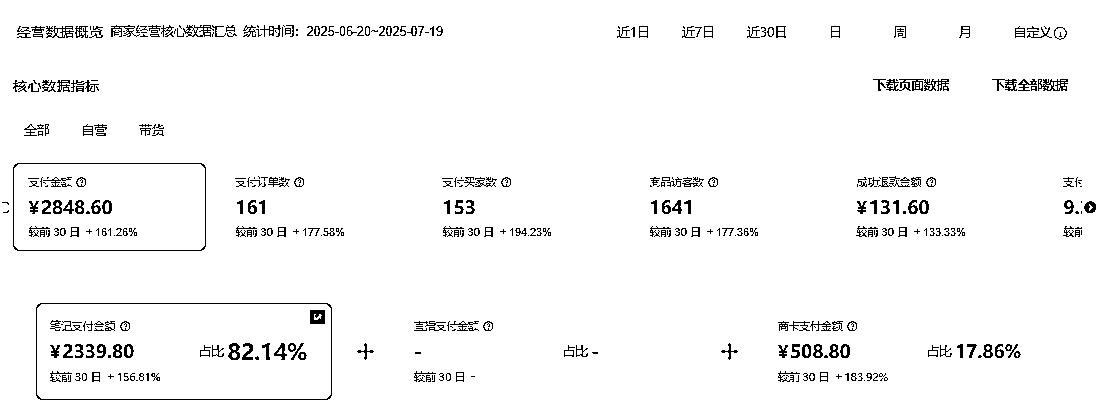 经营数据概览 商家经营核心数据汇总 统计时间：2025-06-20~2025-07-19 近1日 近7日 近30日 日 周 月 自定义
核心数据指标 下载页面数据 下载全部数据
全部 自营 带货
支付金额 支付订单数 支付买家数 商品访客数 成功退款金额 支付
¥2848.60 161 153 1641 ¥131.60 9.
较前 30 日 +161.26% 较前 30 日 +177.58% 较前 30 日 +194.23% 较前 30 日 +177.36% 较前 30 日 +133.33% 较前
笔记支付金额 直播支付金额 商卡支付金额
¥2339.80 占比 82.14% - 占比 - ¥508.80 占比 17.86%
较前 30 日 +156.81% 较前 30 日 - 较前 30 日 +183.92%